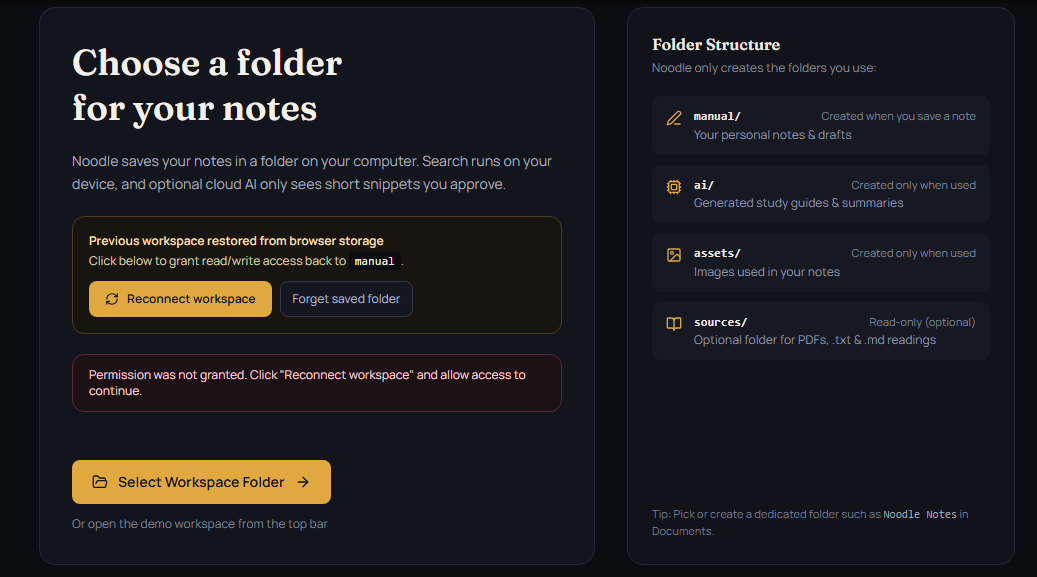 Choose a folder
for your notes
Noodle saves your notes in a folder on your computer. Search runs on your
device, and optional cloud AI only sees short snippets you approve.
Previous workspace restored from browser storage
Click below to grant read/write access back to manual .
Reconnect workspace
Forget saved folder
Permission was not granted. Click "Reconnect workspace" and allow access to
continue.
Select Workspace Folder →
Or open the demo workspace from the top bar
Folder Structure
Noodle only creates the folders you use:
manual/ Created when you save a note
Your personal notes & drafts
ai/ Created only when used
Generated study guides & summaries
assets/ Created only when used
Images used in your notes
sources/ Read-only (optional)
Optional folder for PDFs, .txt & .md readings
Tip: Pick or create a dedicated folder such as Noodle Notes in
Documents.